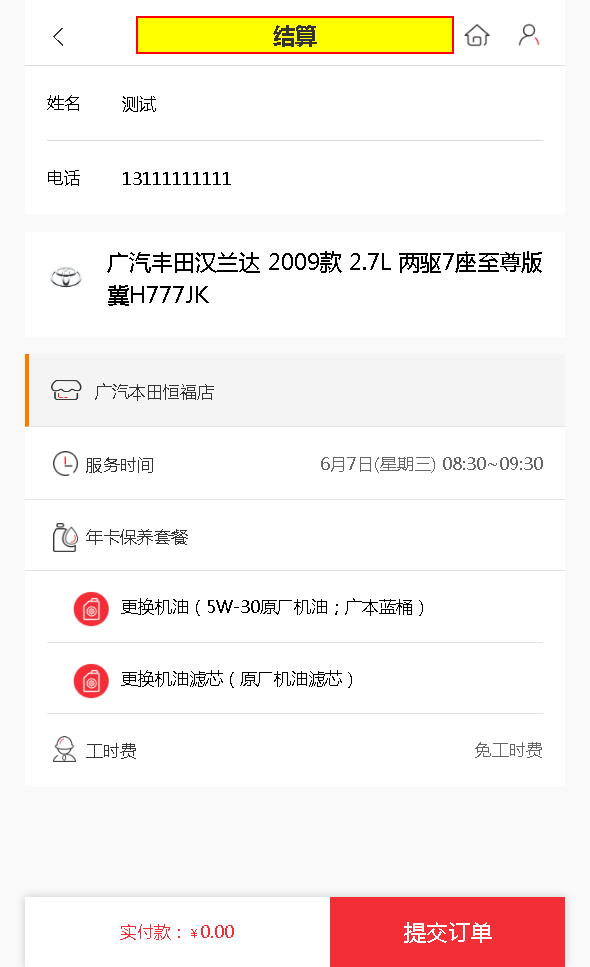 结算
姓名 测试
电话 13111111111
广汽丰田汉兰达 2009款 2.7L 两驱7座至尊版
冀H777JK
广汽本田恒福店
服务时间 6月7日(星期三) 08:30~09:30
年卡保养套餐
更换机油（5W-30原厂机油；广本蓝桶）
更换机油滤芯（原厂机油滤芯）
工时费 免工时费
实付款：¥0.00 提交订单